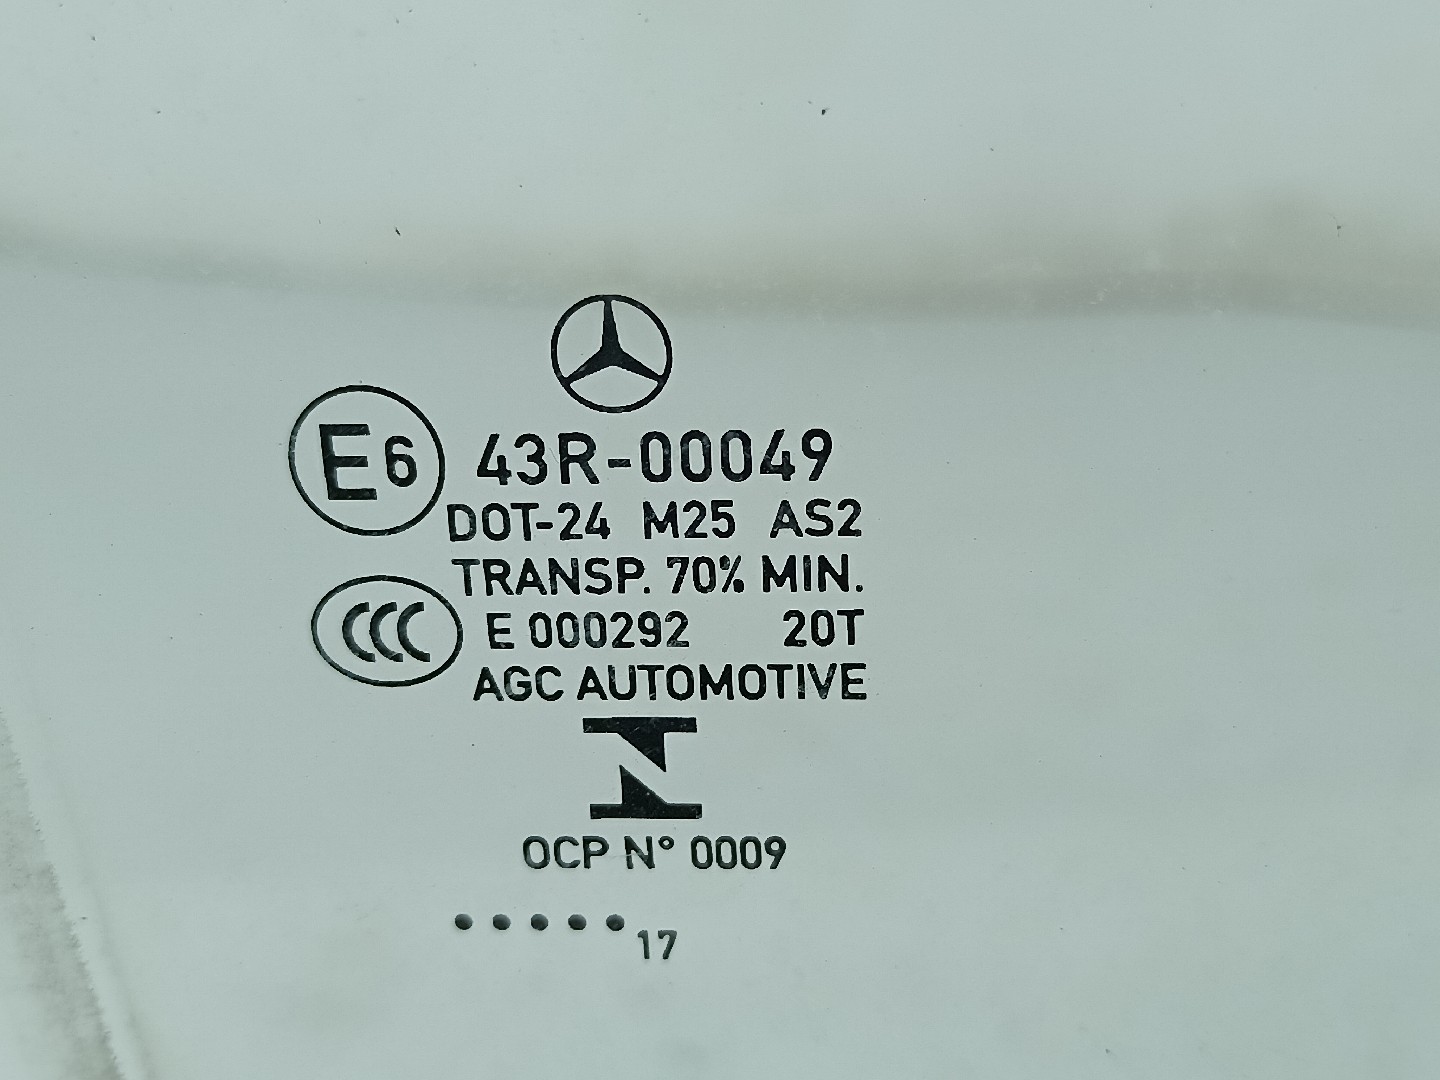 E6 43R-00049
DOT-24 M25 AS2
TRANSP. 70% MIN.
CCC E 000292 20T
AGC AUTOMOTIVE
OCP N° 0009
.....17